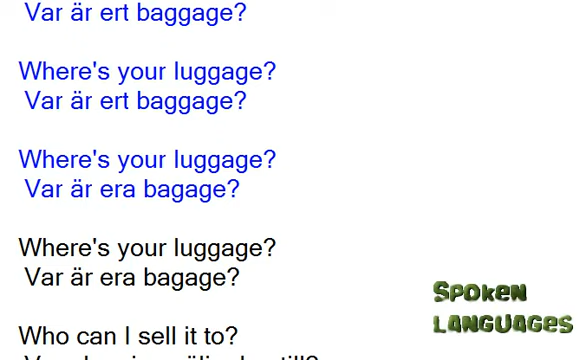 Var är ert baggage?
Where's your luggage?
Var är ert baggage?
Where's your luggage?
Var är era bagage?
Where's your luggage?
Var är era bagage?
Who can I sell it to?
SPOKEN
LANGUAGES